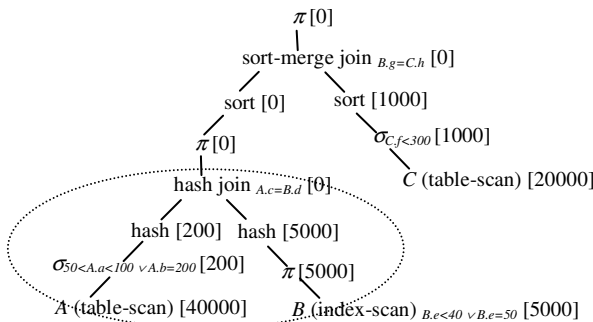 π [0]
sort-merge join B.g=C.h [0]
sort [0] sort [1000]
σC.f<300 [1000]
π [0]
C (table-scan) [20000]
hash join A.c=B.d [0]
hash [200] hash [5000]
σ50<A.a<100 ∨A.b=200 [200] π [5000]
A (table-scan) [40000] B (index-scan) B.e<40 ∨B.e=50 [5000]